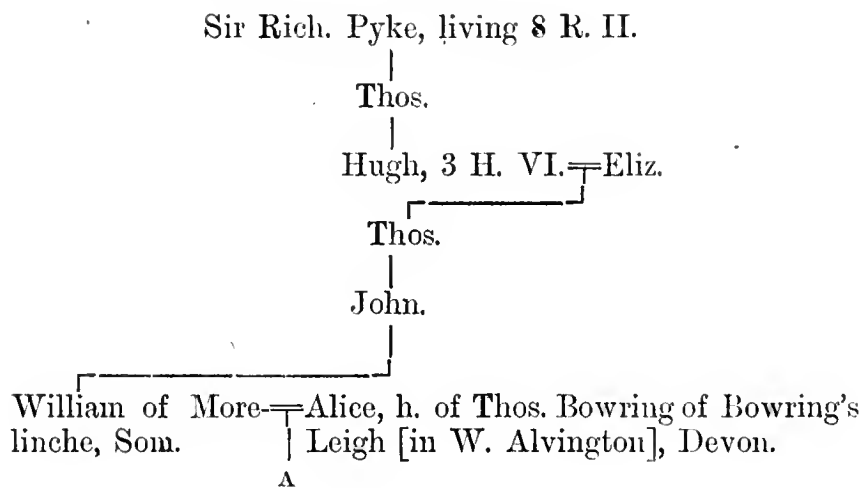 Sir Rich. Pyke, living 8 R. II.
Thos.
Hugh, 3 H. VI.=Eliz.
Thos.
John.
William of More-=Alice, h. of Thos. Bowring of Bowring's
linche, Som. Leigh [in W. Alvington], Devon.
A